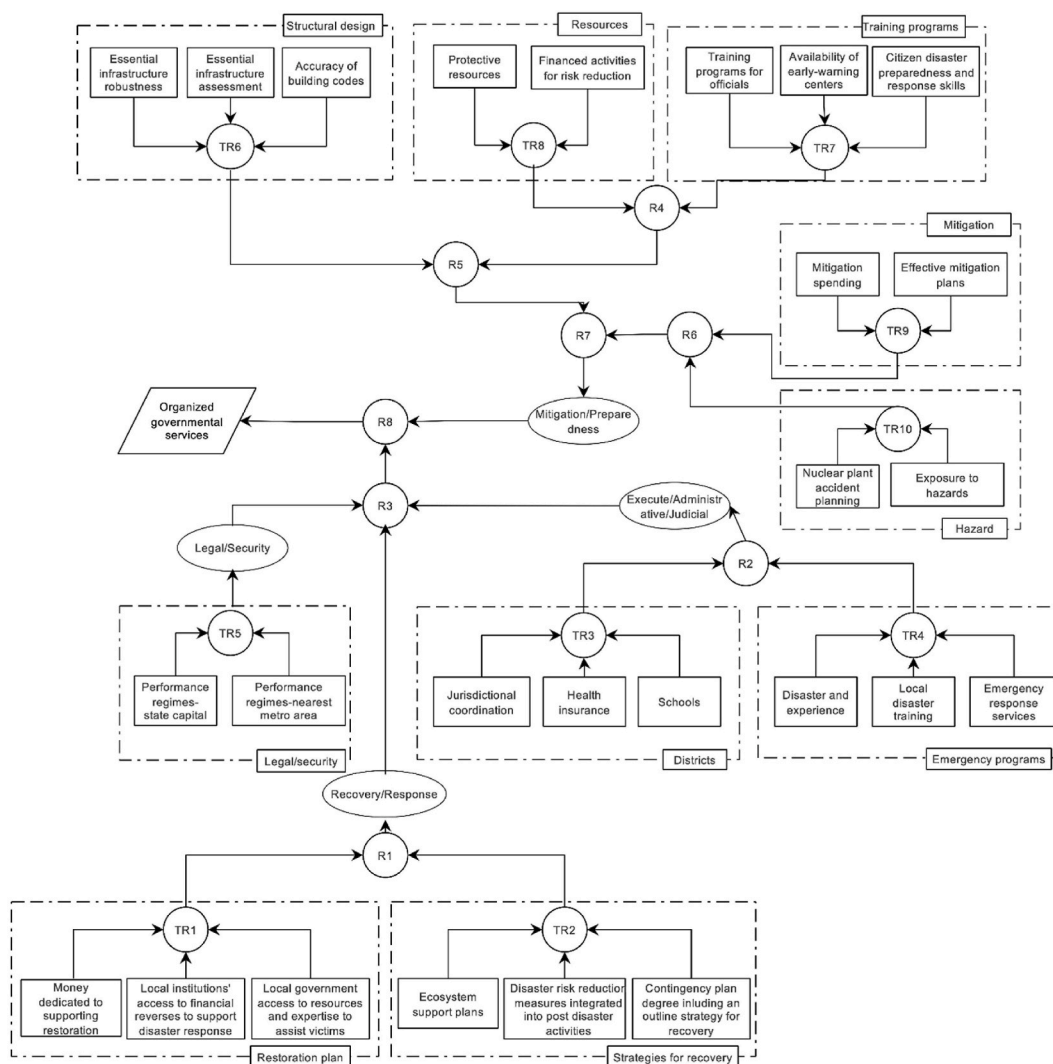 Structural design
Essential
infrastructure
robustness
Essential
infrastructure
assessment
Accuracy of
building codes
TR6
Resources
Protective
resources
Financed activities
for risk reduction
TR8
Training programs
Training
programs for
officials
Availability of
early-warning
centers
Citizen disaster
preparedness and
response skills
TR7
R4
R5
Mitigation
Mitigation
spending
Effective mitigation
plans
TR9
R7
R6
Mitigation/Prepare
dness
Organized
governmental
services
R8
TR10
Nuclear plant
accident
planning
Exposure to
hazards
Hazard
R3
Execute/Administr
ative/Judicial
Legal/Security
R2
TR5
Performance
regimes-
state capital
Performance
regimes-nearest
metro area
Legal/security
TR3
Jurisdictional
coordination
Health
insurance
Schools
Districts
TR4
Disaster and
experience
Local
disaster
training
Emergency
response
services
Emergency programs
Recovery/Response
R1
TR1
Money
dedicated to
supporting
restoration
Local institutions'
access to financial
reverses to support
disaster response
Local government
access to resources
and expertise to
assist victims
Restoration plan
TR2
Ecosystem
support plans
Disaster risk reduction
measures integrated
into post disaster
activities
Contingency plan
degree inluding an
outline strategy for
recovery
Strategies for recovery